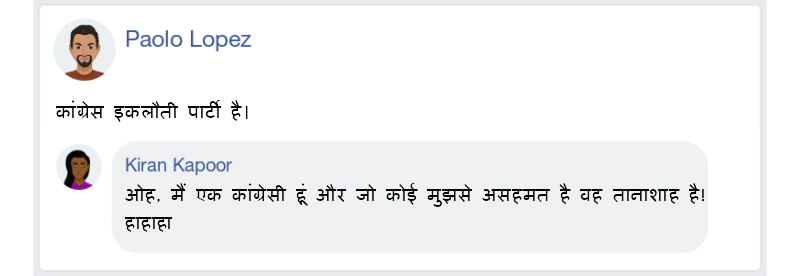 Paolo Lopez
कांग्रेस इकलौती पार्टी है।
Kiran Kapoor
ओह, मैं एक कांग्रेसी हूं और जो कोई मुझसे असहमत है वह तानाशाह है!
हाहाहा